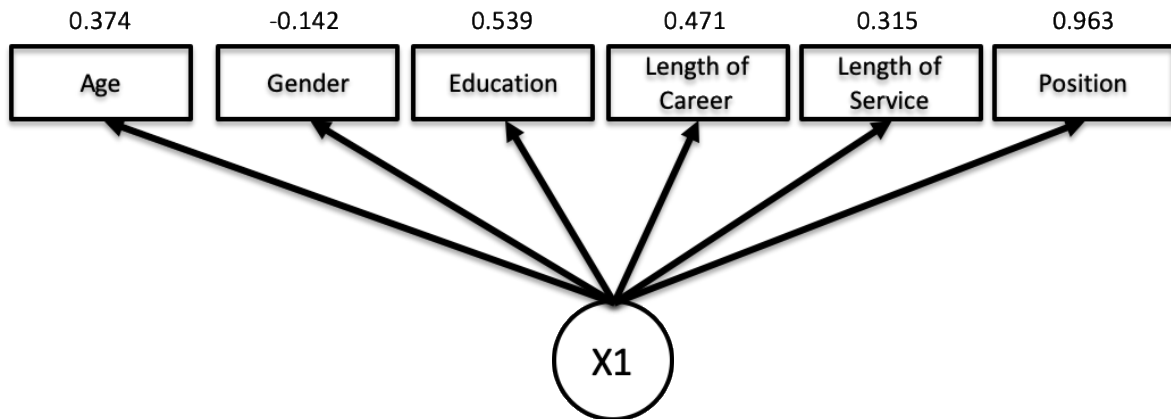 0.374
-0.142
0.539
0.471
0.315
0.963
Age
Gender
Education
Length of
Career
Length of
Service
Position
X1